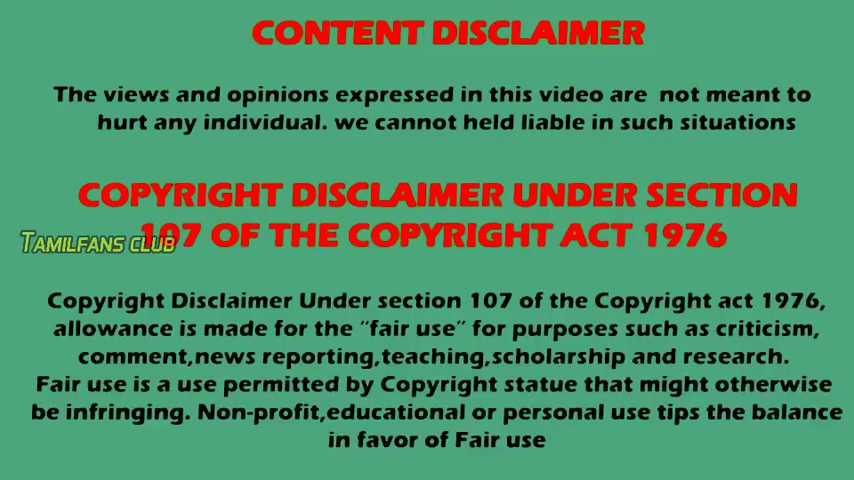 CONTENT DISCLAIMER
The views and opinions expressed in this video are not meant to
hurt any individual. we cannot held liable in such situations
COPYRIGHT DISCLAIMER UNDER SECTION
107 OF THE COPYRIGHT ACT 1976
TAMILFANS CLUB
Copyright Disclaimer Under section 107 of the Copyright act 1976,
allowance is made for the “fair use” for purposes such as criticism,
comment,news reporting,teaching,scholarship and research.
Fair use is a use permitted by Copyright statue that might otherwise
be infringing. Non-profit,educational or personal use tips the balance
in favor of Fair use